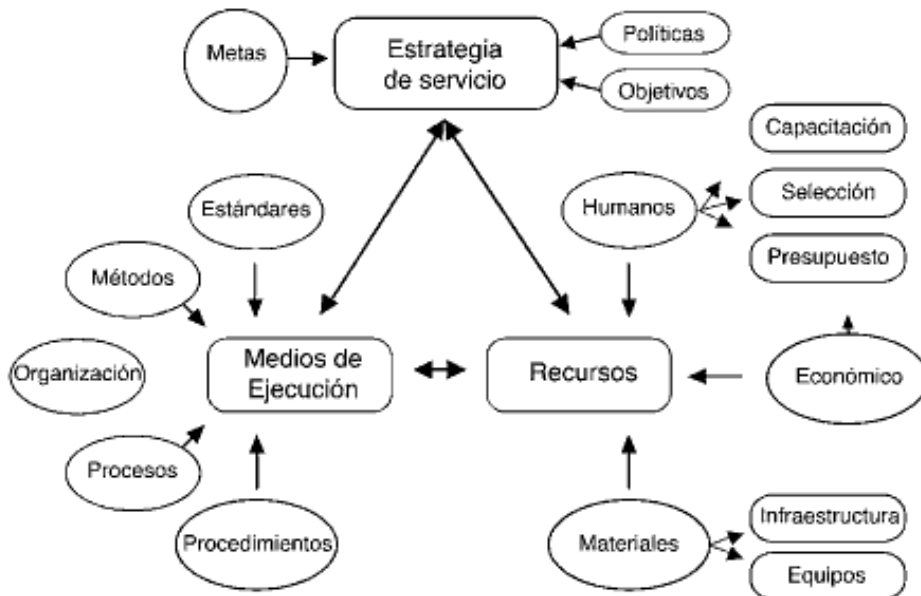 Metas
Estrategia
de servicio
Políticas
Objetivos
Capacitación
Estándares
Humanos
Selección
Métodos
Presupuesto
Organización
Medios de
Ejecución
Recursos
Económico
Procesos
Procedimientos
Materiales
Infraestructura
Equipos